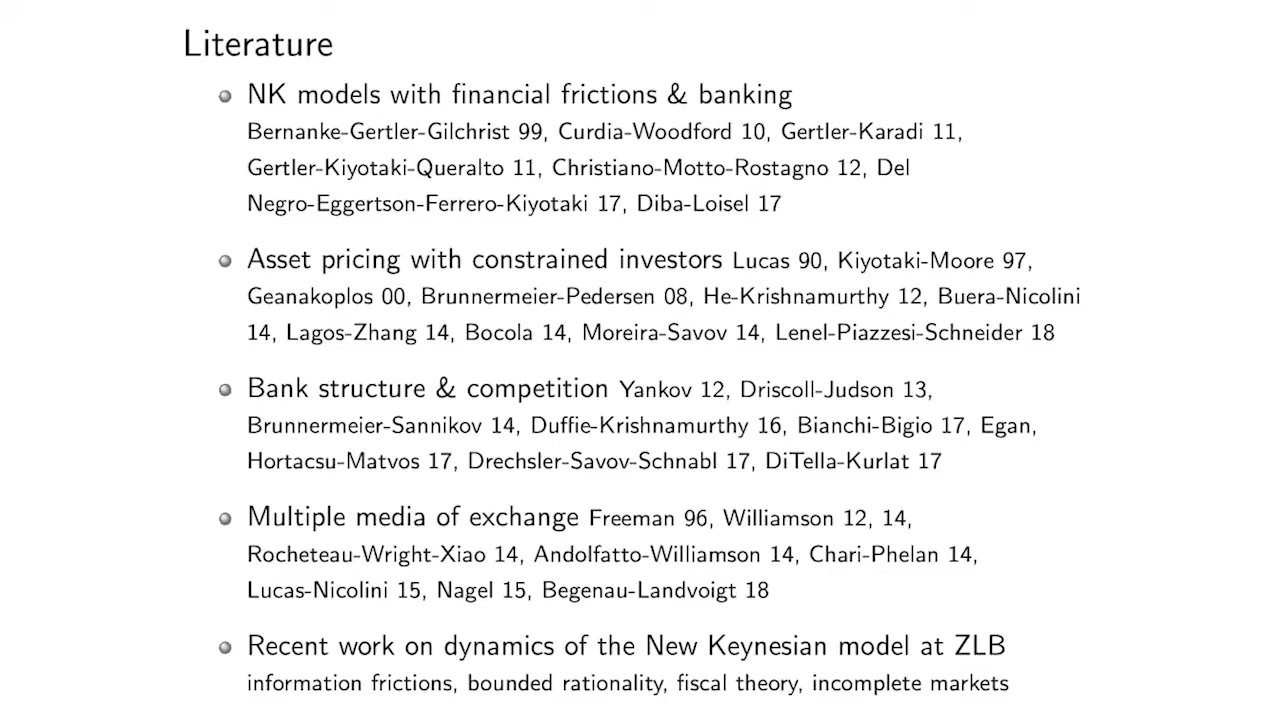 Literature
NK models with financial frictions & banking
Bernanke-Gertler-Gilchrist 99, Curdia-Woodford 10, Gertler-Karadi 11,
Gertler-Kiyotaki-Queralto 11, Christiano-Motto-Rostagno 12, Del
Negro-Eggertson-Ferrero-Kiyotaki 17, Diba-Loisel 17
Asset pricing with constrained investors Lucas 90, Kiyotaki-Moore 97,
Geanakoplos 00, Brunnermeier-Pedersen 08, He-Krishnamurthy 12, Buera-Nicolini
14, Lagos-Zhang 14, Bocola 14, Moreira-Savov 14, Lenel-Piazzesi-Schneider 18
Bank structure & competition Yankov 12, Driscoll-Judson 13,
Brunnermeier-Sannikov 14, Duffie-Krishnamurthy 16, Bianchi-Bigio 17, Egan,
Hortacsu-Matvos 17, Drechsler-Savov-Schnabl 17, DiTella-Kurlat 17
Multiple media of exchange Freeman 96, Williamson 12, 14,
Rocheteau-Wright-Xiao 14, Andolfatto-Williamson 14, Chari-Phelan 14,
Lucas-Nicolini 15, Nagel 15, Begenau-Landvoigt 18
Recent work on dynamics of the New Keynesian model at ZLB
information frictions, bounded rationality, fiscal theory, incomplete markets